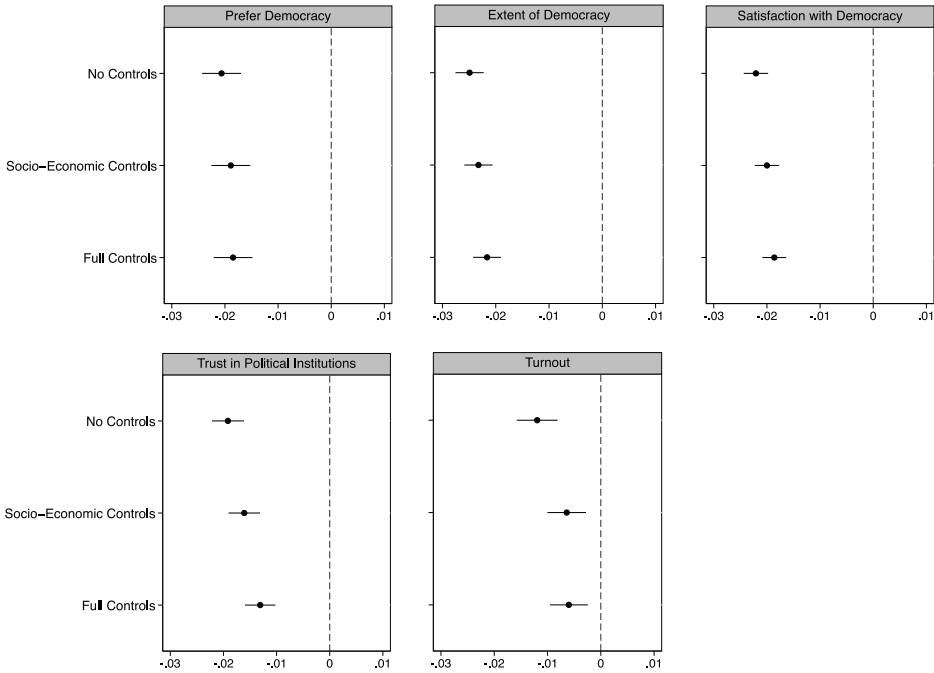 Prefer Democracy
Extent of Democracy
Satisfaction with Democracy
No Controls
Socio–Economic Controls
Full Controls
-.03 -.02 -.01 0 .01
-.03 -.02 -.01 0 .01
-.03 -.02 -.01 0 .01
Trust in Political Institutions
Turnout
No Controls
Socio–Economic Controls
Full Controls
-.03 -.02 -.01 0 .01
-.03 -.02 -.01 0 .01